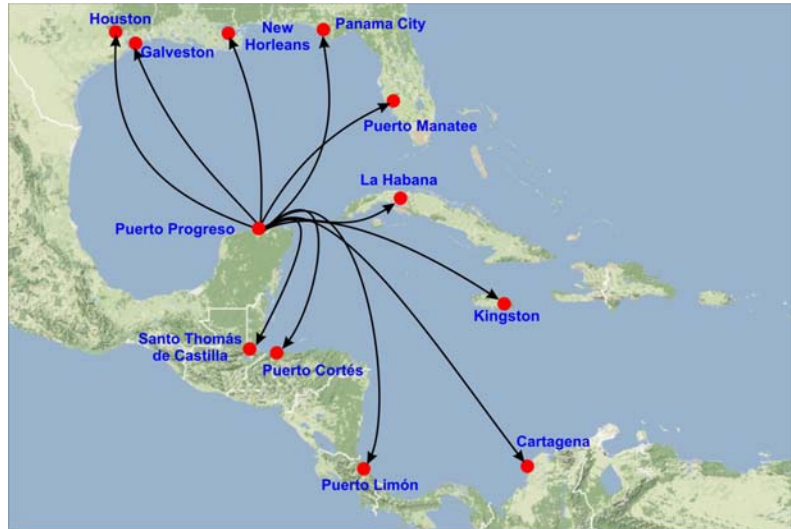 Houston
Galveston
New
Horleans
Panama City
Puerto Manatee
La Habana
Puerto Progreso
Kingston
Santo Thomás
de Castilla
Puerto Cortés
Cartagena
Puerto Limón